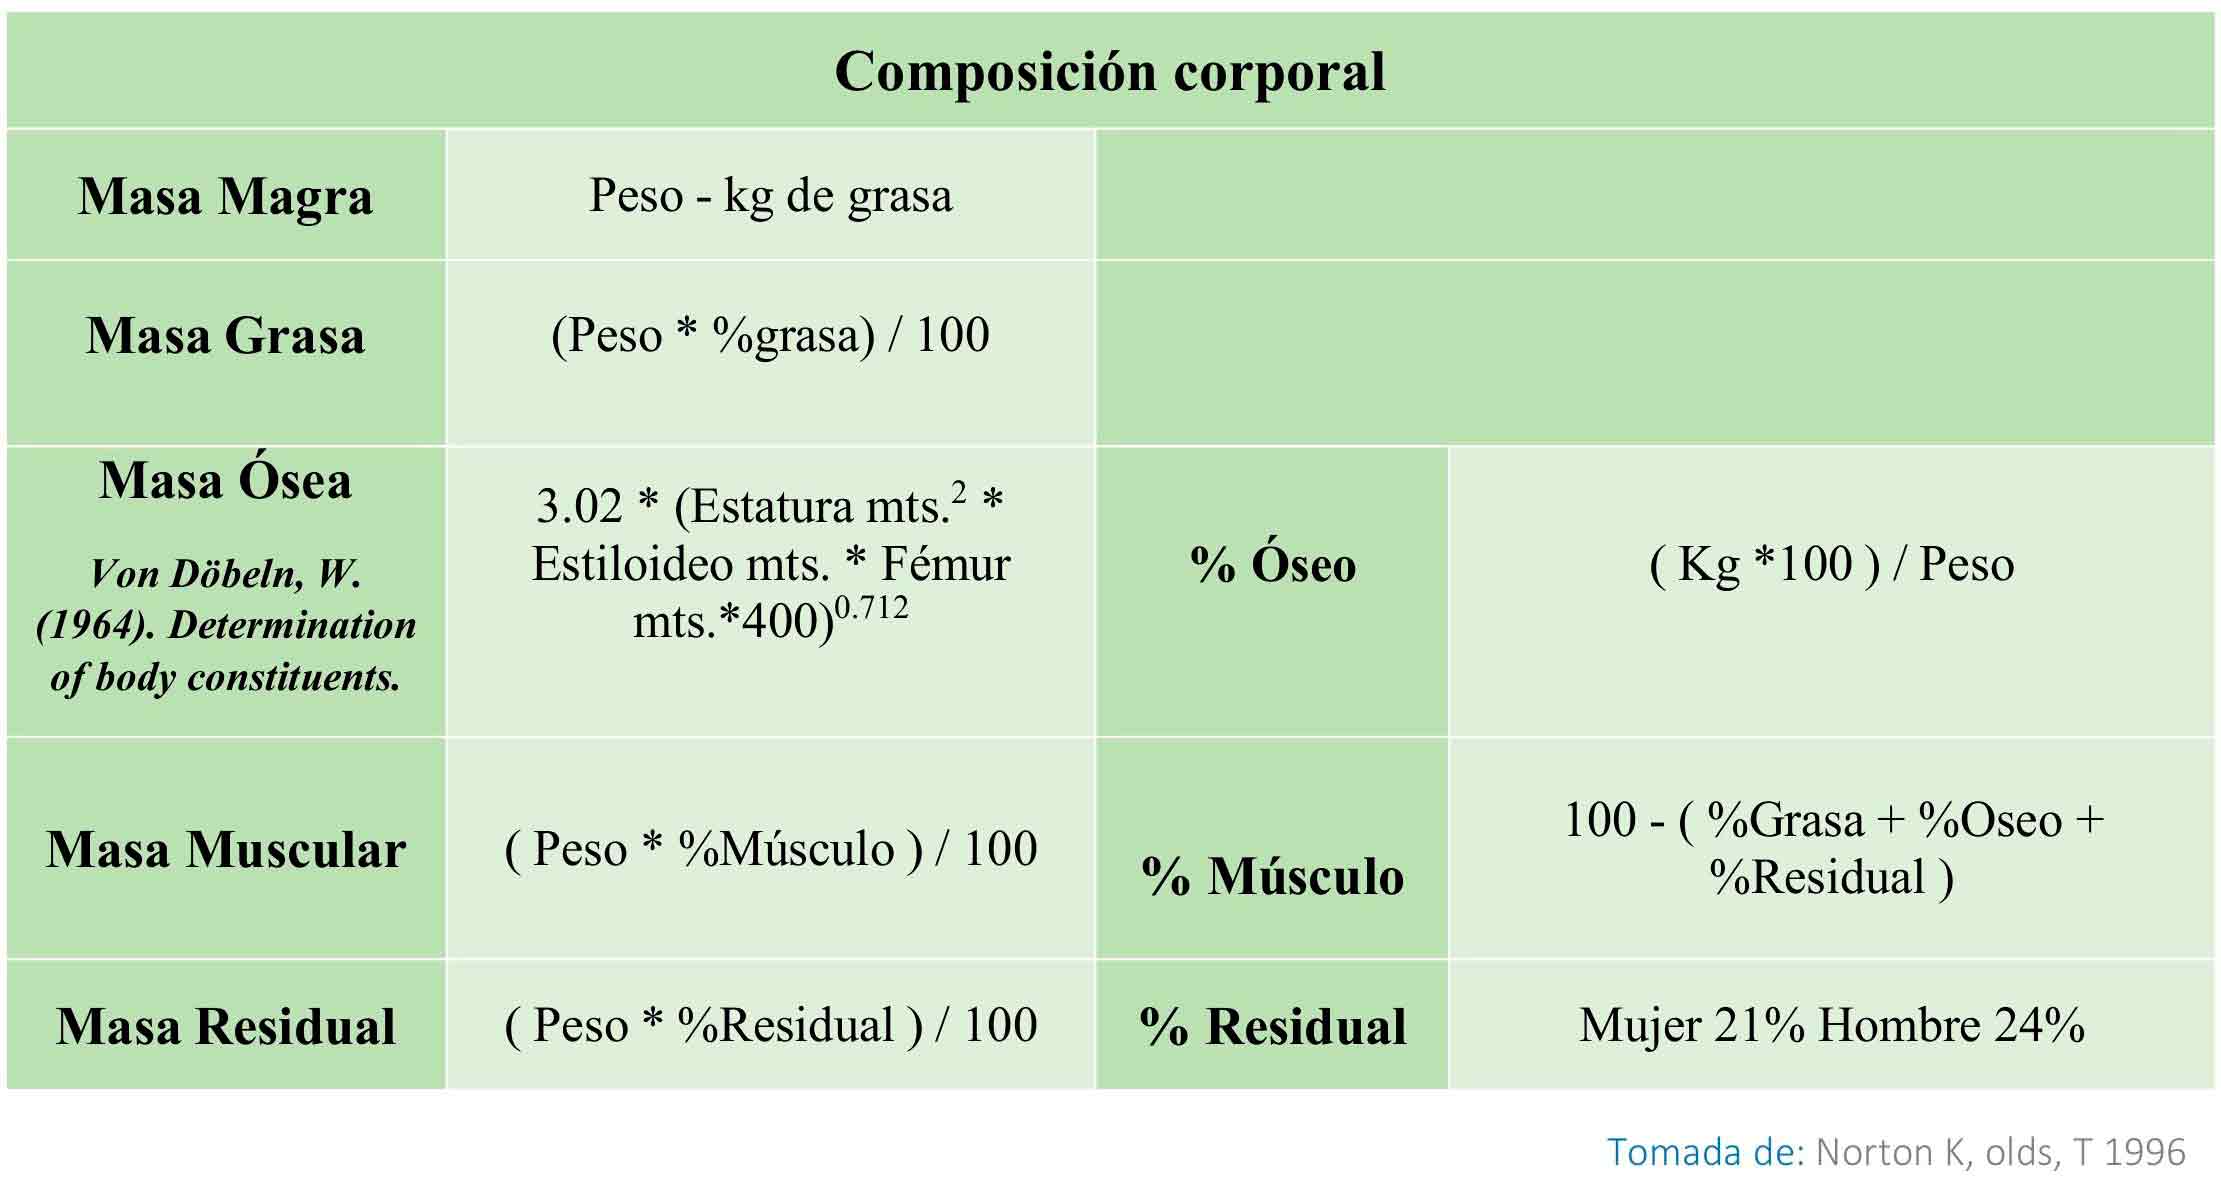 Composición corporal
Masa Magra
Peso - kg de grasa
Masa Grasa
(Peso * %grasa) / 100
Masa Ósea
Von Döbeln, W.
(1964). Determination
of body constituents.
3.02 * (Estatura mts.² *
Estiloideo mts. * Fémur
mts.*400)^0.712
% Óseo
( Kg *100 ) / Peso
Masa Muscular
( Peso * %Músculo ) / 100
% Músculo
100 - ( %Grasa + %Oseo +
%Residual )
Masa Residual
( Peso * %Residual ) / 100
% Residual
Mujer 21% Hombre 24%
Tomada de: Norton K, olds, T 1996